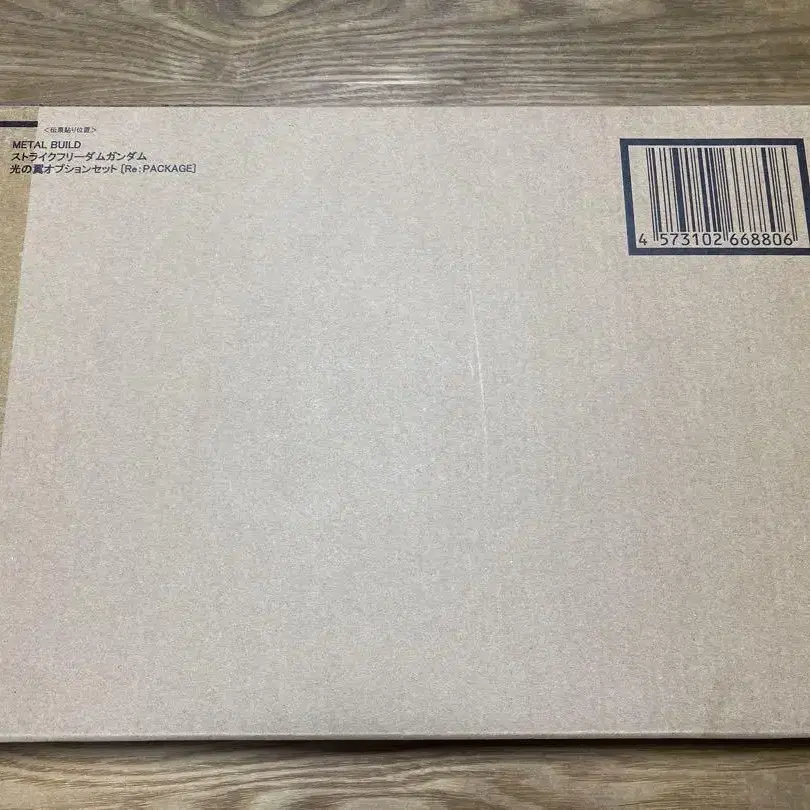 <伝票貼り位置>
METAL BUILD
ストライクフリーダムガンダム
光の翼オプションセット [Re:PACKAGE]
4 573102 668806